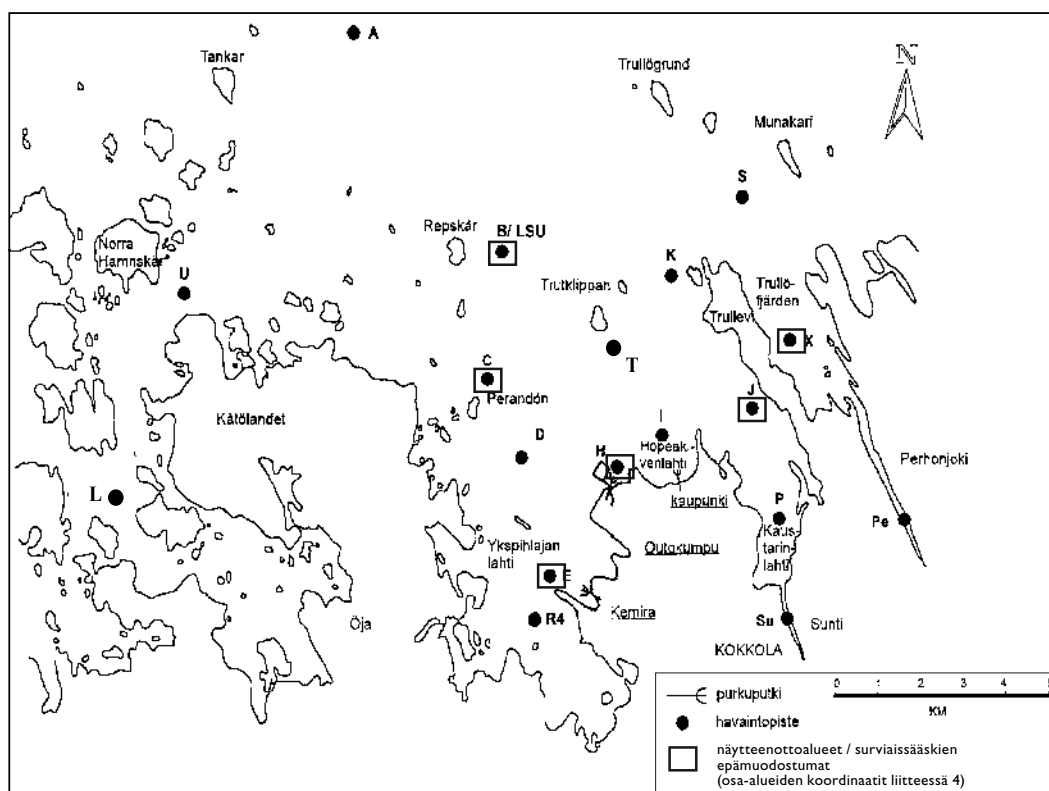 A
Tankar
Trullögrund
N
Munakari
S
Repskär
B/ LSU
Norra
Hamnskär
U
K
Trutklippan
Trullö-
fjärden
Trullevi
X
T
C
Perandön
J
Kåtölandet
I
D
Hopeaki-
venlahti
H
Perhonjoki
L
kaupunki
P
Pe
Kaus-
tarin-
lahti
Ykspihlajan
lahti
Outokumpu
E
Kemira
R4
Su
Sunti
Öja
KOKKOLA
purkuputki
havaintopiste
näytteenottoalueet / surviaissääskien
epämuodostumat
(osa-alueiden koordinaatit liitteessä 4)
0 1 2 3 4 5
KM